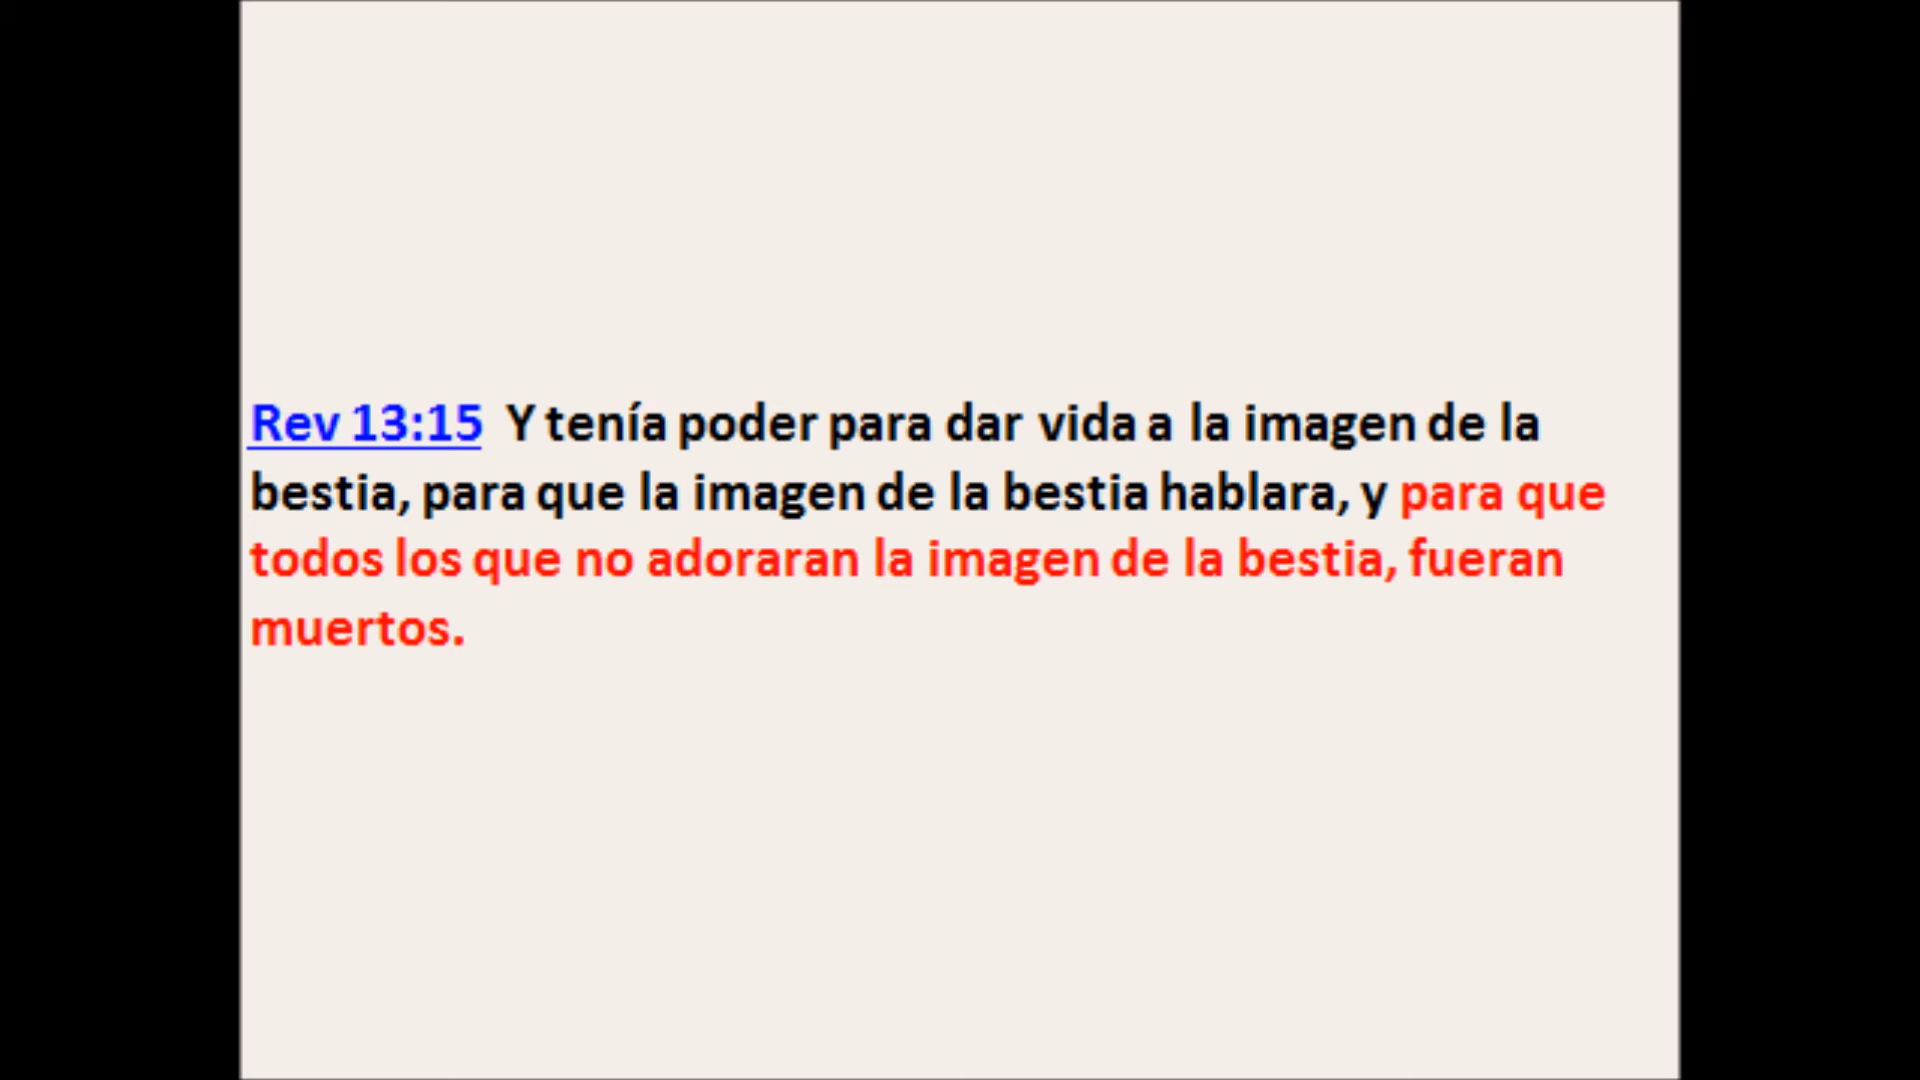 Rev 13:15 Y tenía poder para dar vida a la imagen de la
bestia, para que la imagen de la bestia hablara, y para que
todos los que no adoraran la imagen de la bestia, fueran
muertos.